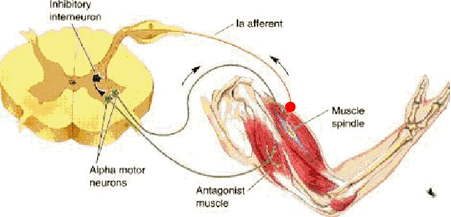 Inhibitory
interneuron
Ia afferent
Muscle
spindle
Alpha motor
neurons
Antagonist
muscle